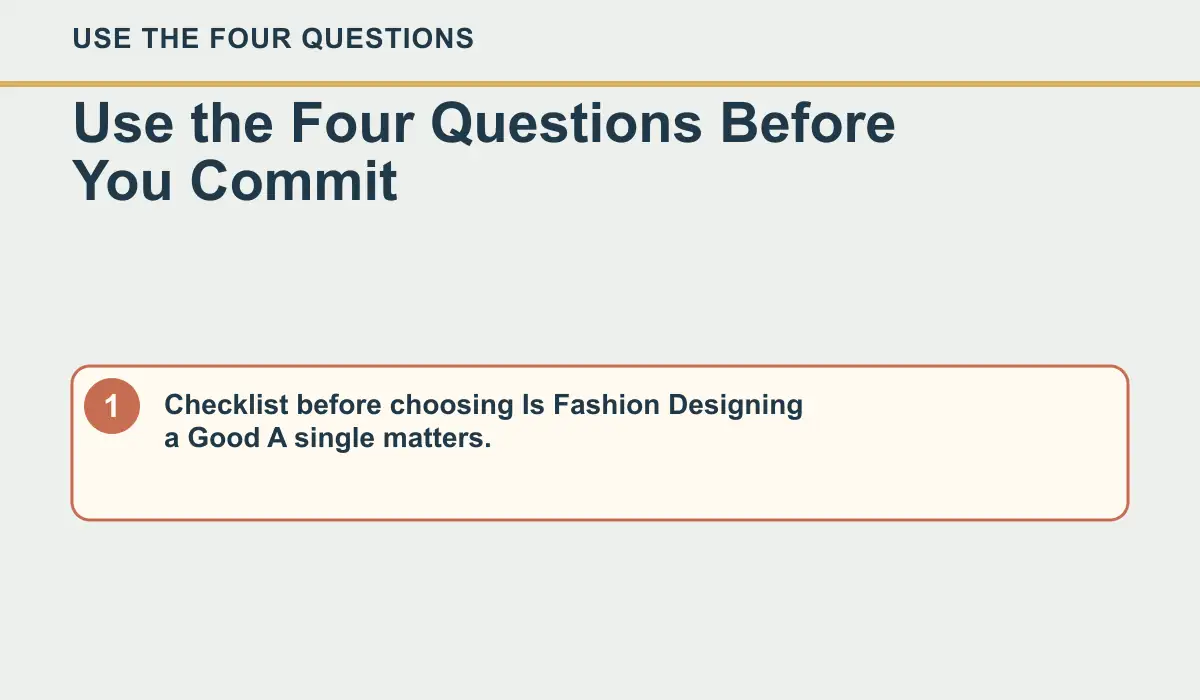 USE THE FOUR QUESTIONS
Use the Four Questions Before
You Commit
1
Checklist before choosing Is Fashion Designing
a Good A single matters.